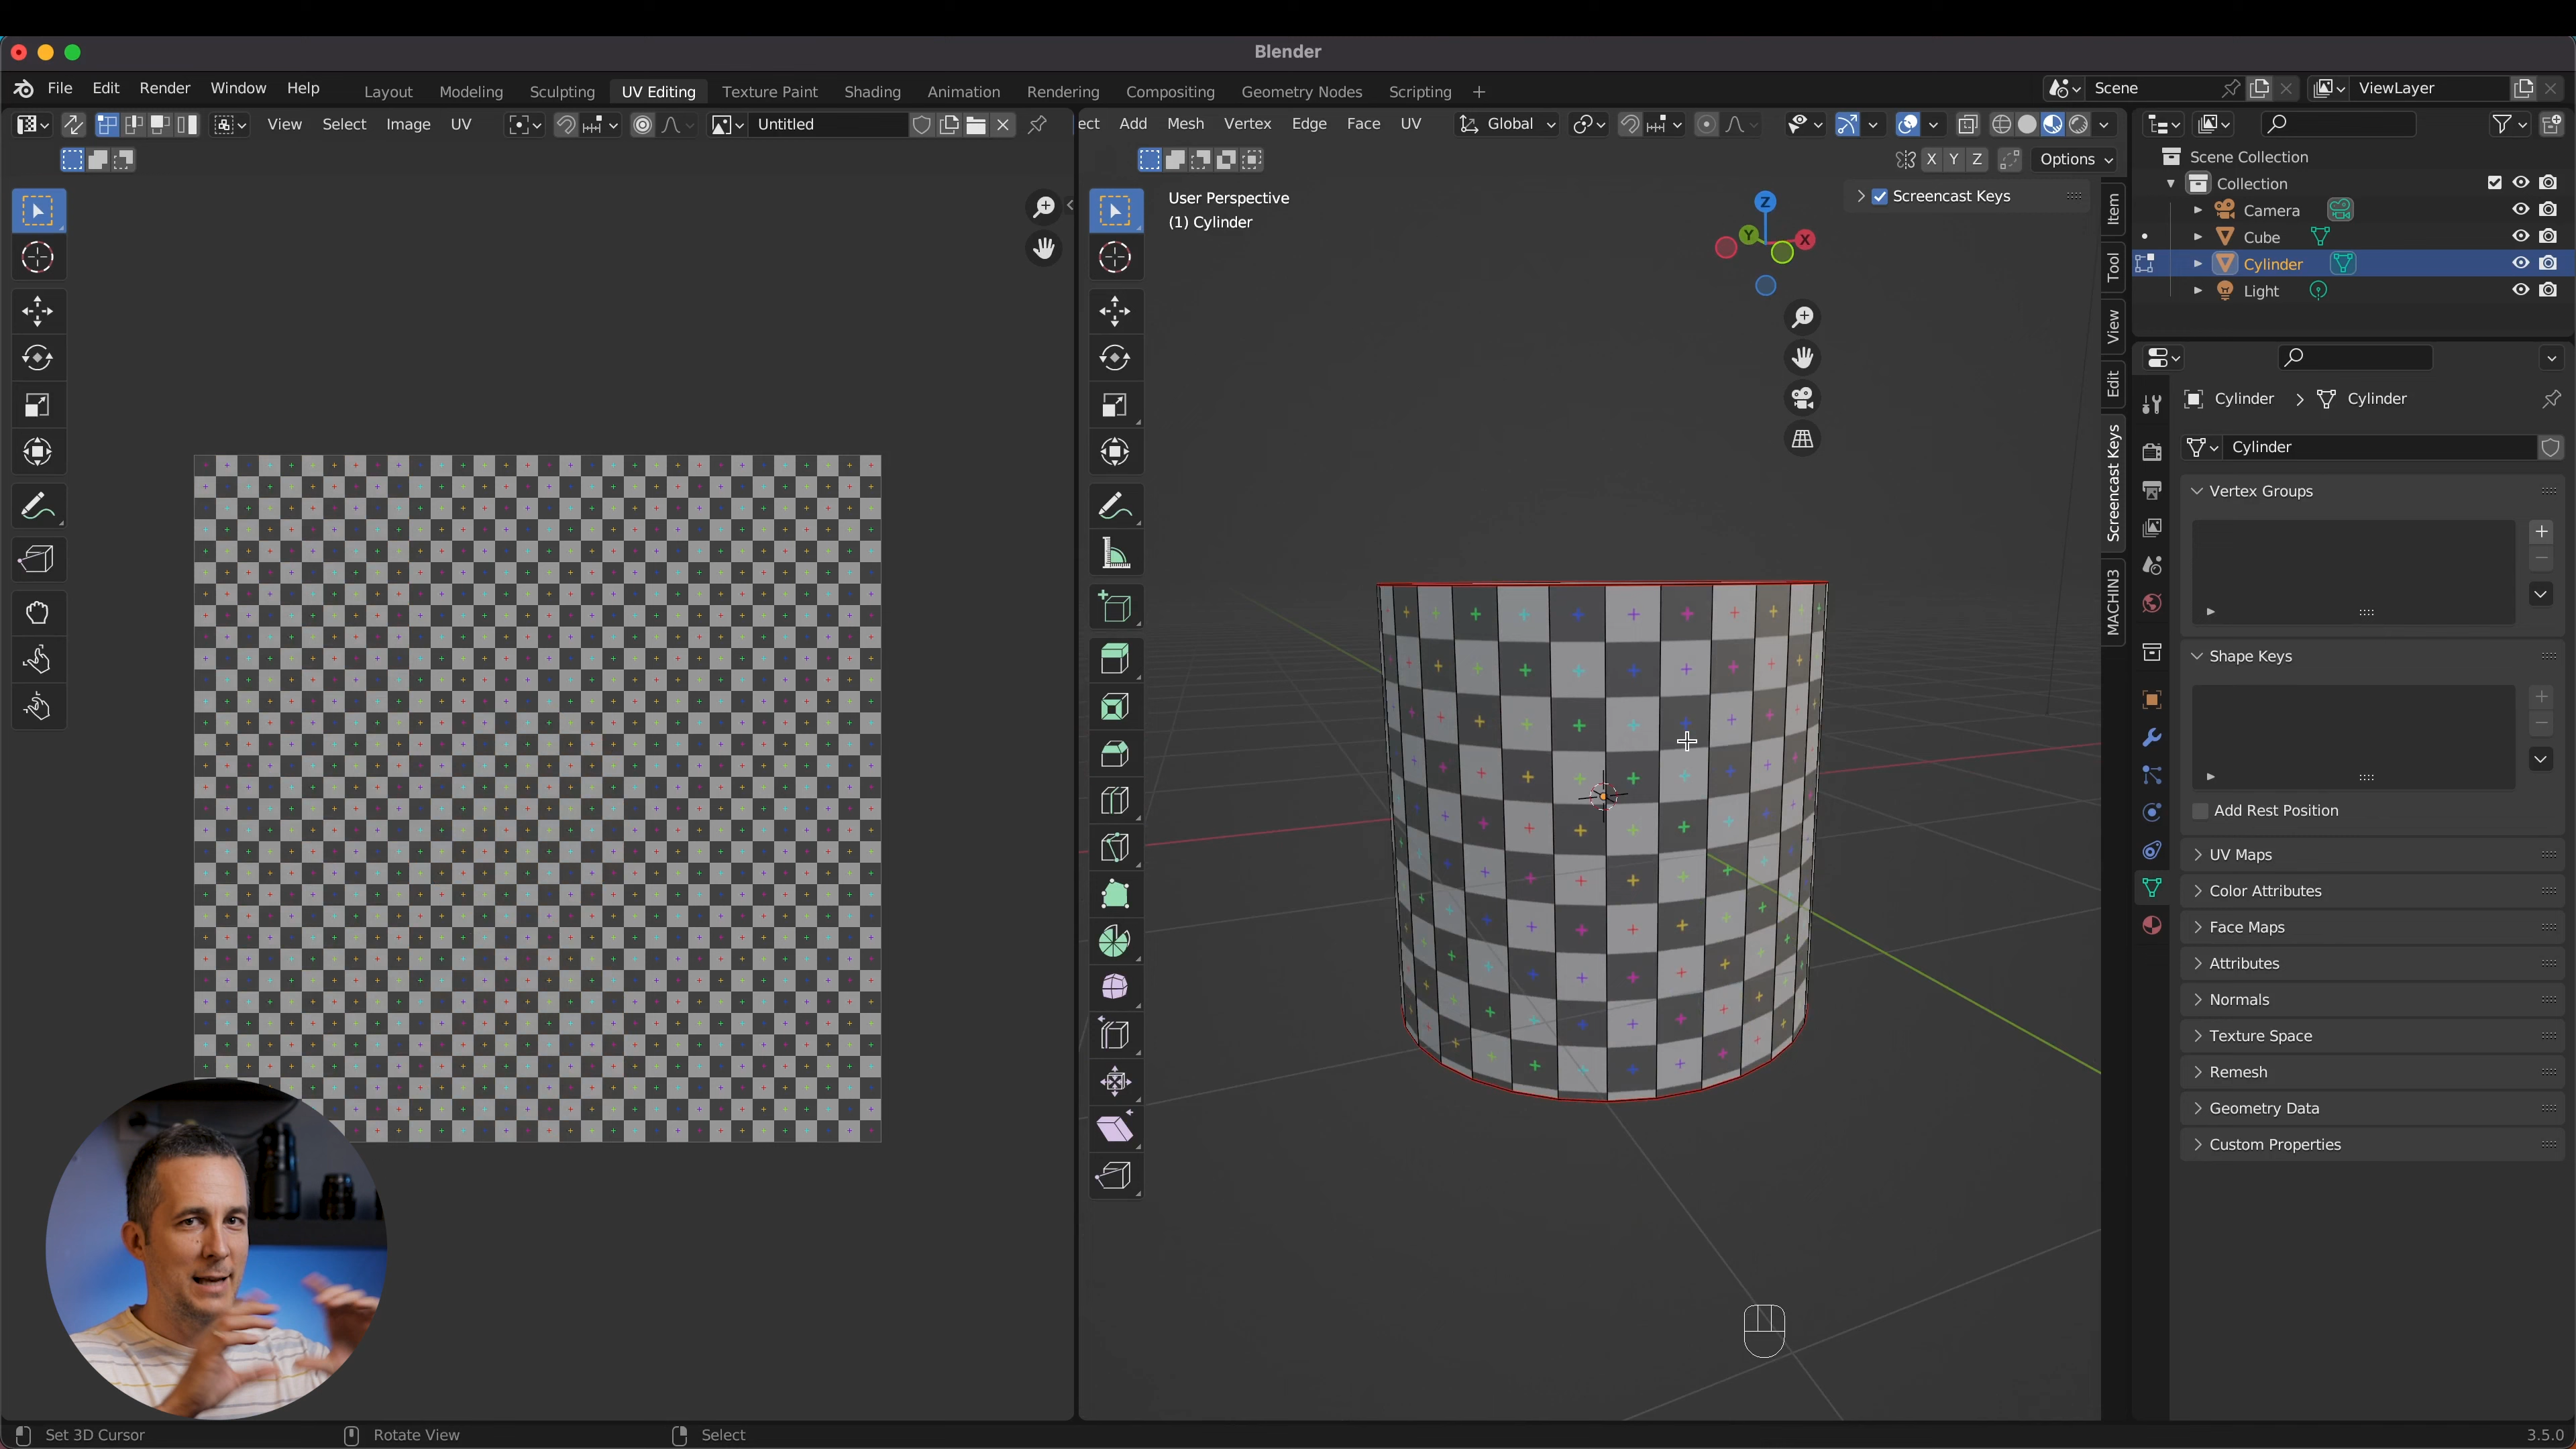 Blender
File Edit Render Window Help Layout Modeling Sculpting UV Editing Texture Paint Shading Animation Rendering Compositing Geometry Nodes Scripting + Scene ViewLayer
View Select Image UV Untitled ect Add Mesh Vertex Edge Face UV Global
X Y Z Options
Scene Collection
Collection
Camera
Cube
Cylinder
Light
User Perspective
(1) Cylinder
Screencast Keys
Z
Y
X
Item
Tool
View
Edit
Screencast Keys
MACHIN3
Cylinder > Cylinder
Cylinder
Vertex Groups
Shape Keys
Add Rest Position
UV Maps
Color Attributes
Face Maps
Attributes
Normals
Texture Space
Remesh
Geometry Data
Custom Properties
Set 3D Cursor Rotate View Select 3.5.0